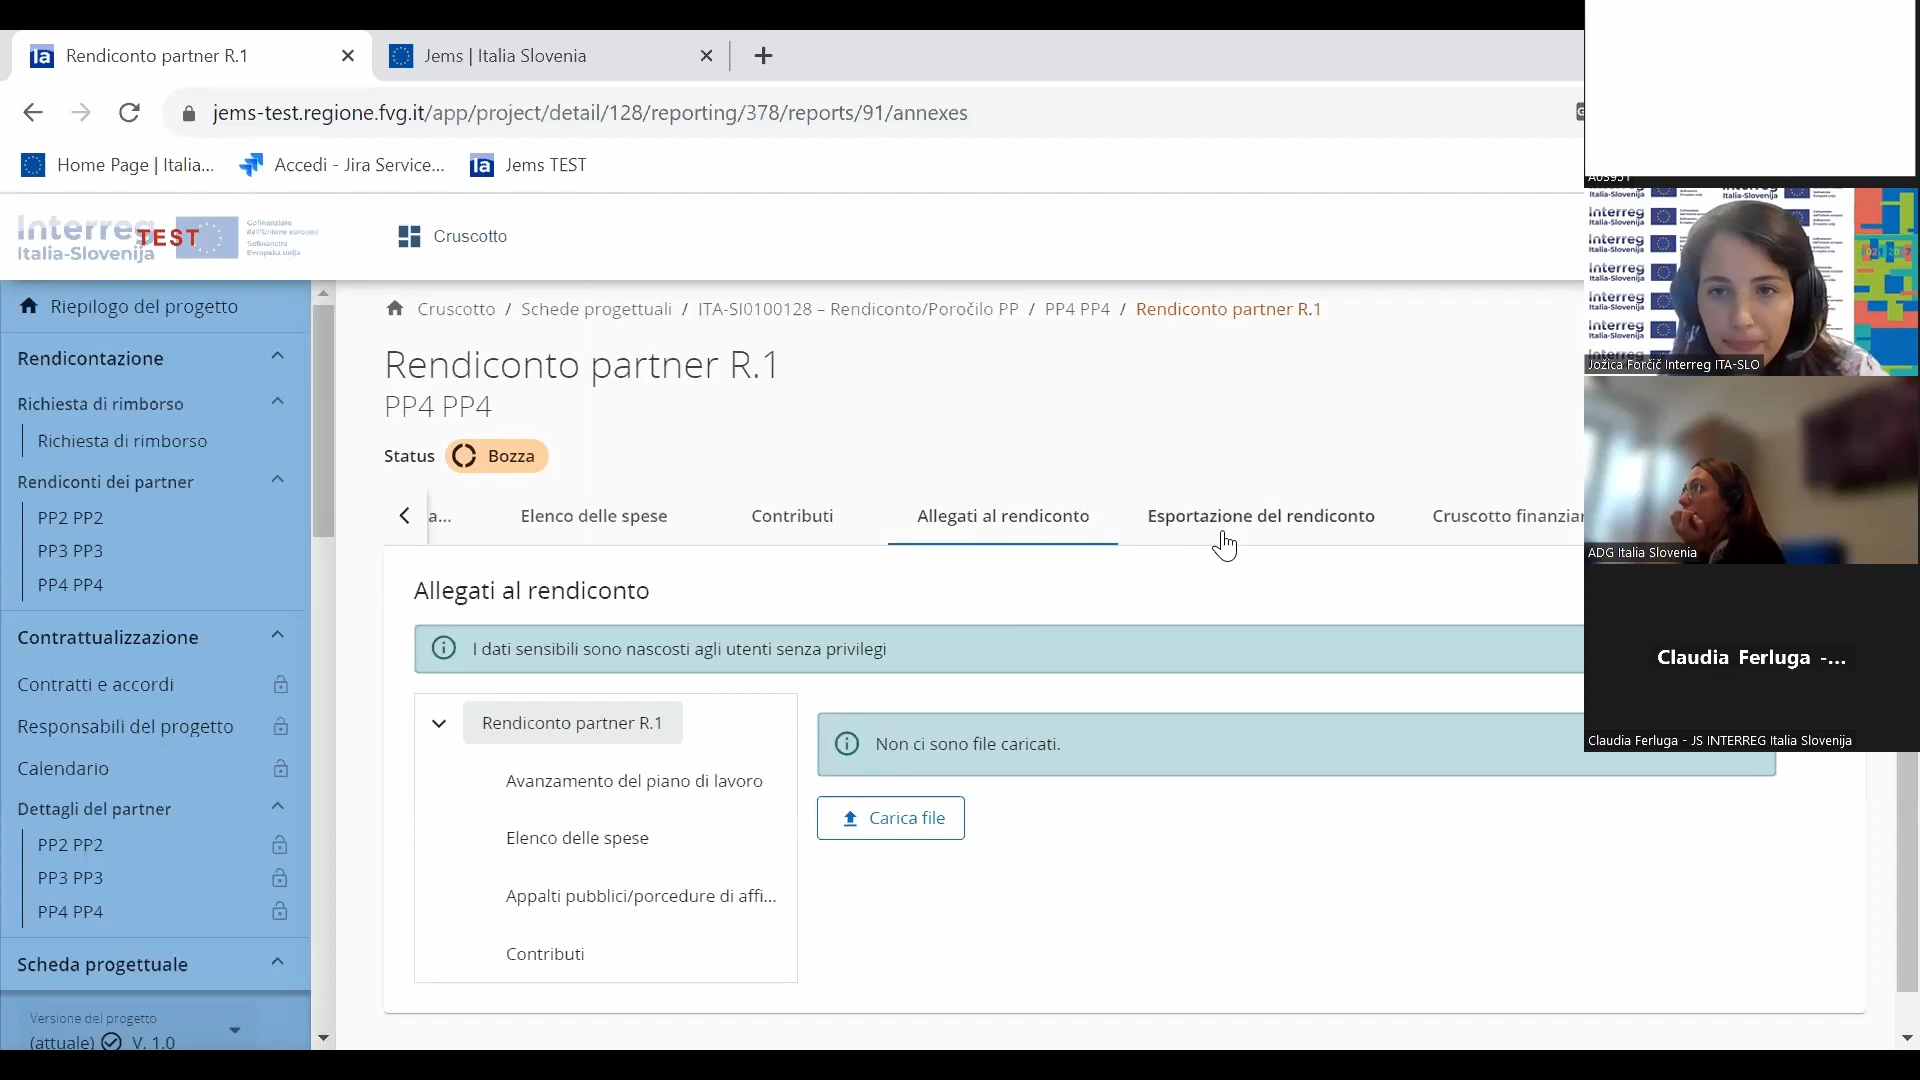 Rendiconto partner R.1
Jems | Italia Slovenia
jems-test.regione.fvg.it/app/project/detail/128/reporting/378/reports/91/annexes
Home Page | Italia...
Accedi - Jira Service...
Jems TEST
Interreg
Italia-Slovenija
TEST
Cofinanziato
dall'Unione europea
Sofinancira
Evropska unija
Cruscotto
Riepilogo del progetto
Rendicontazione
Richiesta di rimborso
Richiesta di rimborso
Rendiconti dei partner
PP2 PP2
PP3 PP3
PP4 PP4
Contrattualizzazione
Contratti e accordi
Responsabili del progetto
Calendario
Dettagli del partner
PP2 PP2
PP3 PP3
PP4 PP4
Scheda progettuale
Versione del progetto
(attuale) V. 1.0
Cruscotto / Schede progettuali / ITA-SI0100128 – Rendiconto/Poročilo PP / PP4 PP4 / Rendiconto partner R.1
Rendiconto partner R.1
PP4 PP4
Status Bozza
a...
Elenco delle spese
Contributi
Allegati al rendiconto
Esportazione del rendiconto
Cruscotto finanziar
Allegati al rendiconto
I dati sensibili sono nascosti agli utenti senza privilegi
Rendiconto partner R.1
Avanzamento del piano di lavoro
Elenco delle spese
Appalti pubblici/porcedure di affi...
Contributi
Non ci sono file caricati.
Carica file
Jožica Forčič Interreg ITA-SLO
ADG Italia Slovenia
Claudia Ferluga -...
Claudia Ferluga - JS INTERREG Italia Slovenija